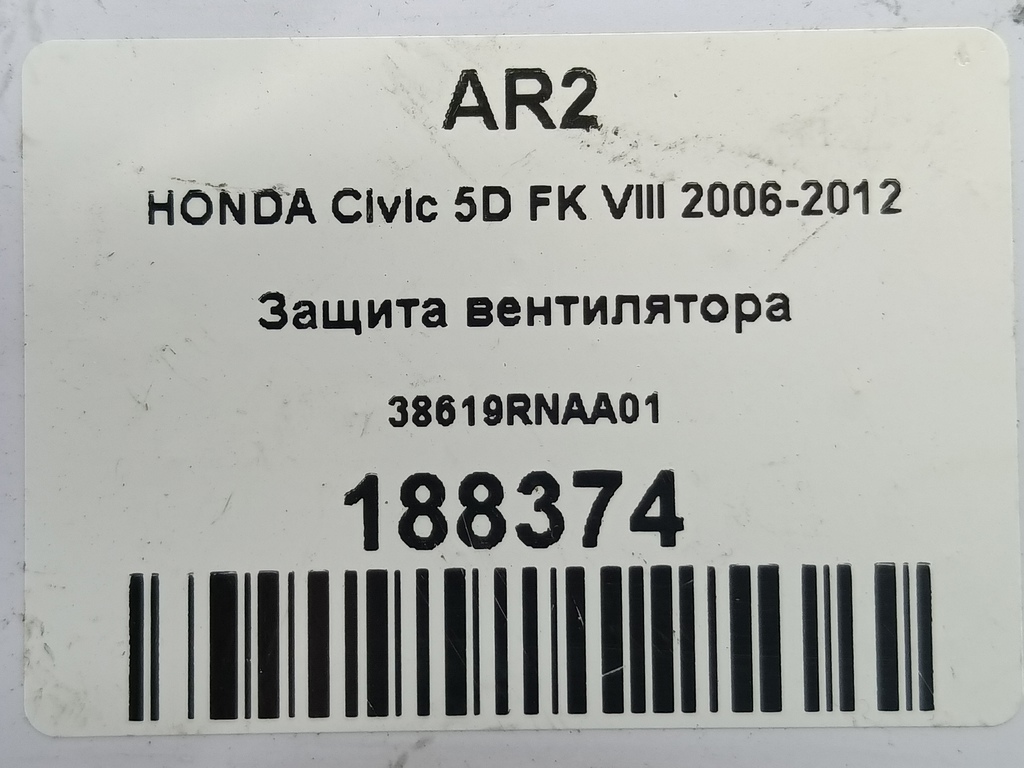 AR2
HONDA Civic 5D FK VIII 2006-2012
Защита вентилятора
38619RNAA01
188374